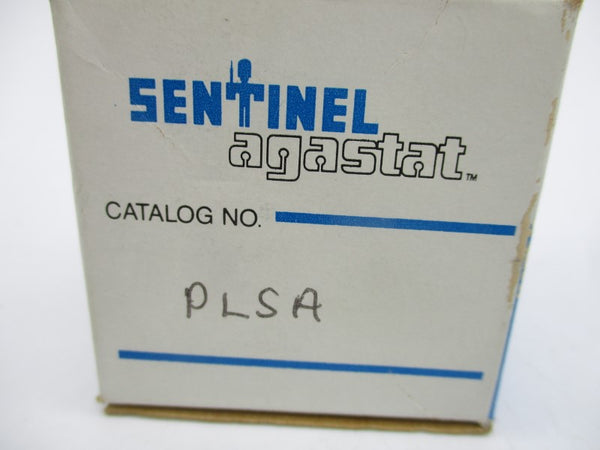 SENTINEL
agastat™
CATALOG NO.
PLSA